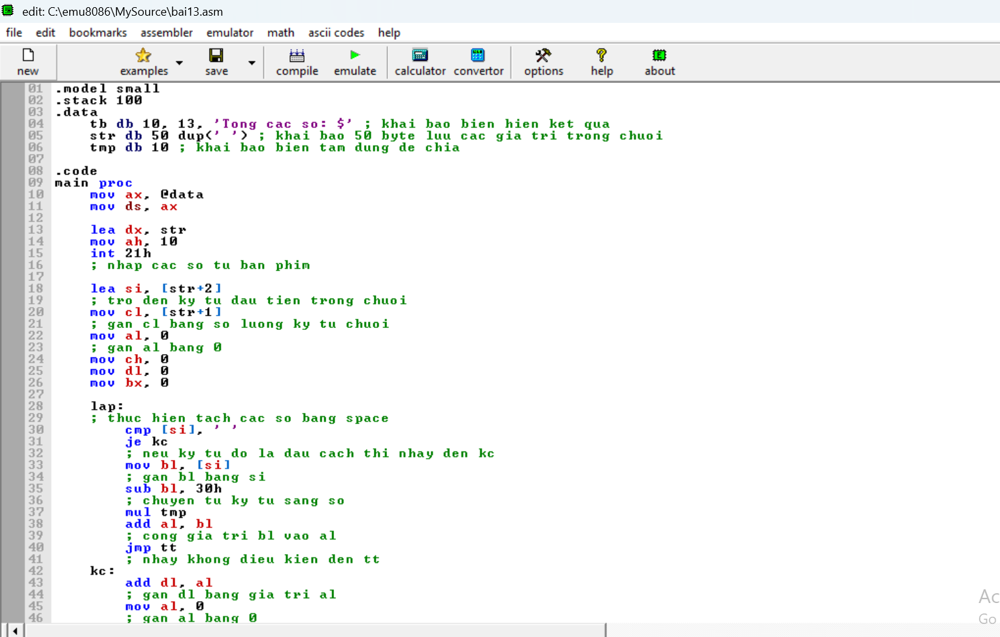 edit: C:\emu8086\MySource\bai13.asm
file edit bookmarks assembler emulator math ascii codes help
new examples save compile emulate calculator convertor options help about
01 .model small
02 .stack 100
03 .data
04 tb db 10, 13, 'Tong cac so: $' ; khai bao bien hien ket qua
05 str db 50 dup(' ') ; khai bao 50 byte luu cac gia tri trong chuoi
06 tmp db 10 ; khai bao bien tam dung de chia
07
08 .code
09 main proc
10 mov ax, @data
11 mov ds, ax
12
13 lea dx, str
14 mov ah, 10
15 int 21h
16 ; nhap cac so tu ban phim
17
18 lea si, [str+2]
19 ; tro den ky tu dau tien trong chuoi
20 mov cl, [str+1]
21 ; gan cl bang so luong ky tu chuoi
22 mov al, 0
23 ; gan al bang 0
24 mov ch, 0
25 mov dl, 0
26 mov bx, 0
27
28 lap:
29 ; thuc hien tach cac so bang space
30 cmp [si], ' '
31 je kc
32 ; neu ky tu do la dau cach thi nhay den kc
33 mov bl, [si]
34 ; gan bl bang si
35 sub bl, 30h
36 ; chuyen tu ky tu sang so
37 mul tmp
38 add al, bl
39 ; cong gia tri bl vao al
40 jmp tt
41 ; nhay khong dieu kien den tt
42 kc:
43 add dl, al
44 ; gan dl bang gia tri al
45 mov al, 0
46 ; gan al bang 0
Ac
Go